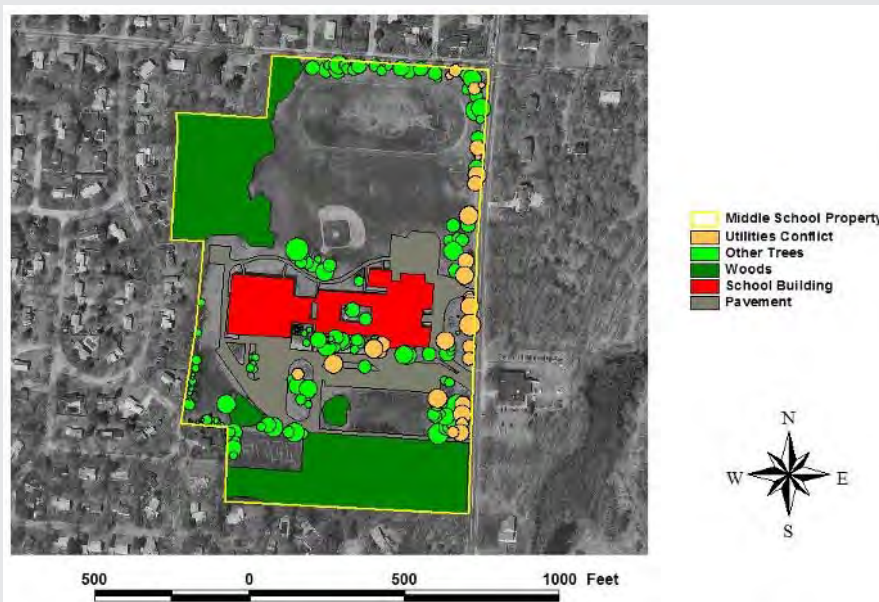 Middle School Property
Utilities Conflict
Other Trees
Woods
School Building
Pavement
N
W E
S
500 0 500 1000 Feet